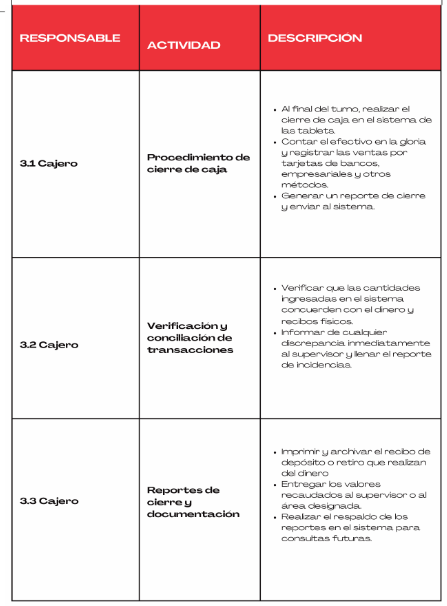 RESPONSABLE
ACTIVIDAD
DESCRIPCIÓN
3.1 Cajero
Procedimiento de
cierre de caja
• Al final del turno, realizar el
cierre de caja en el sistema de
las tablets.
• Contar el efectivo en la gloria
y registrar las ventas por
tarjetas de bancos,
empresariales y otros
métodos.
• Generar un reporte de cierre
y enviar al sistema.
3.2 Cajero
Verificación y
conciliación de
transacciones
• Verificar que las cantidades
ingresadas en el sistema
concuerden con el dinero y
recibos físicos.
• Informar de cualquier
discrepancia inmediatamente
al supervisor y llenar el reporte
de incidencias.
3.3 Cajero
Reportes de
cierre y
documentación
• Imprimir y archivar el recibo de
depósito o retiro que realizan
del dinero
• Entregar los valores
recaudados al supervisor o al
área designada.
• Realizar el respaldo de los
reportes en el sistema para
consultas futuras.